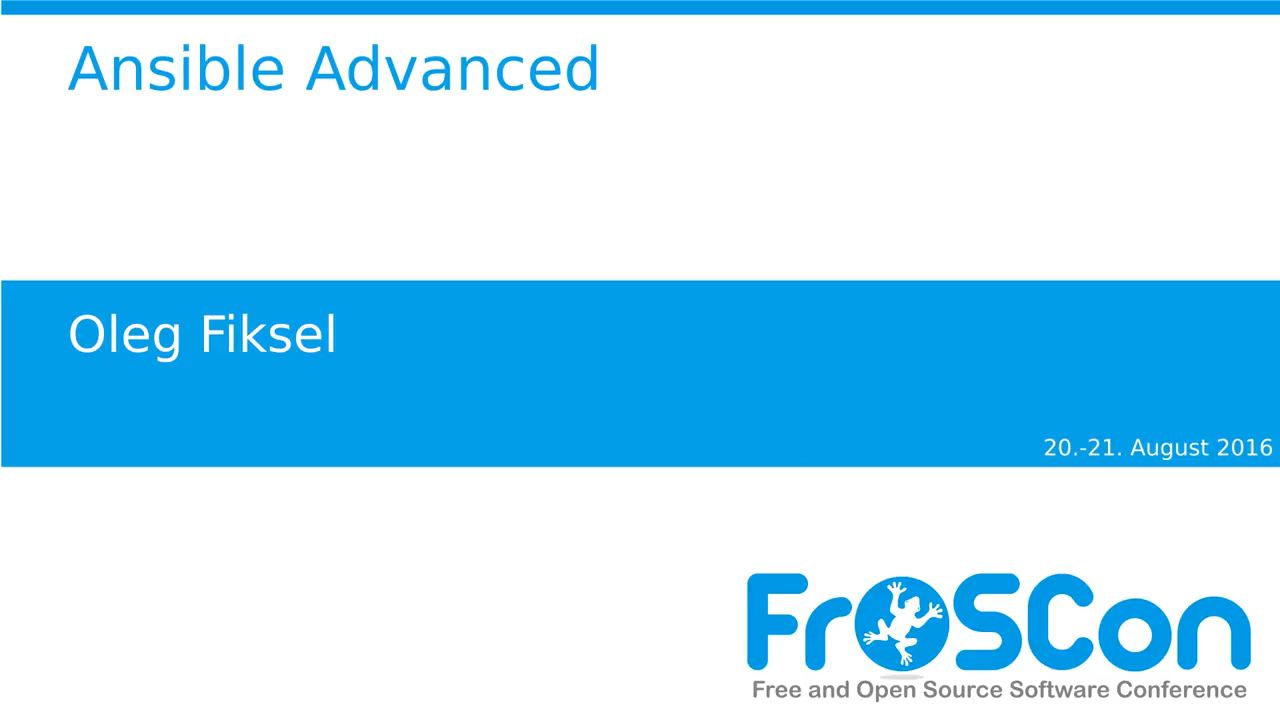 Ansible Advanced
Oleg Fiksel
20.-21. August 2016
FrOSCon
Free and Open Source Software Conference